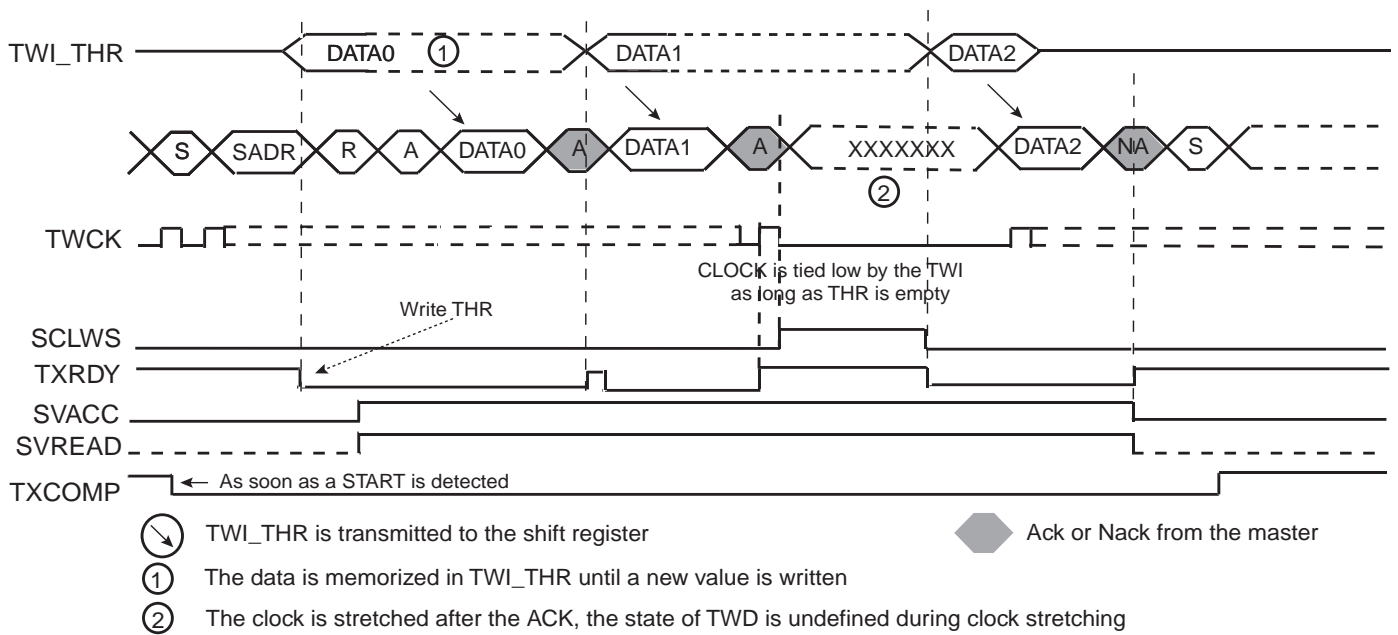 TWI_THR DATA0 1 DATA1 DATA2
S SADR R A DATA0 A DATA1 A XXXXXXX DATA2 NA S
2
TWCK
CLOCK is tied low by the TWI
as long as THR is empty
Write THR
SCLWS
TXRDY
SVACC
SVREAD
TXCOMP As soon as a START is detected
TWI_THR is transmitted to the shift register Ack or Nack from the master
1 The data is memorized in TWI_THR until a new value is written
2 The clock is stretched after the ACK, the state of TWD is undefined during clock stretching